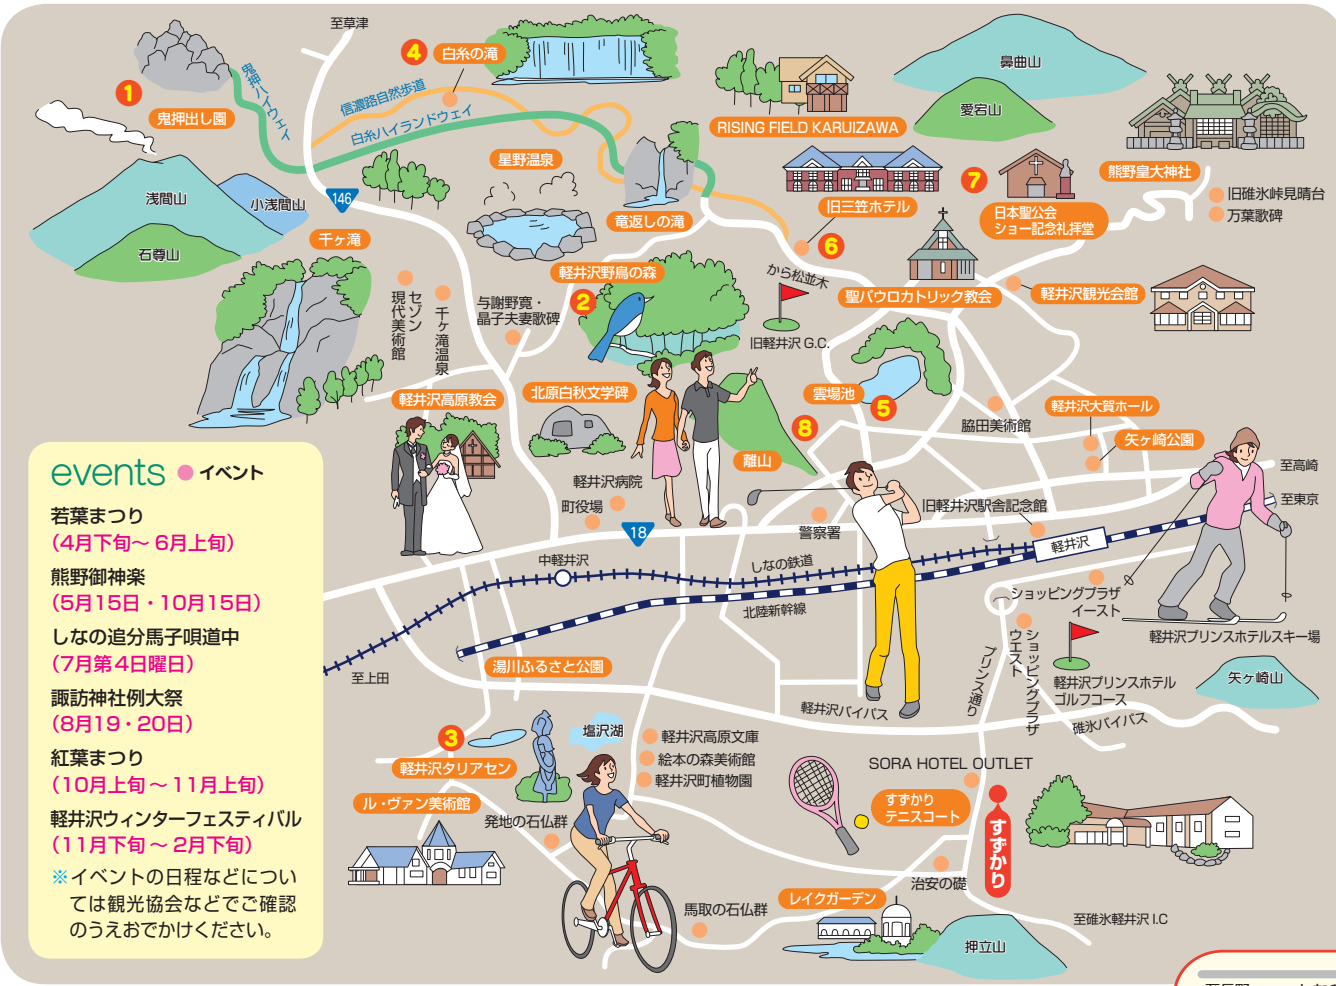 至草津
4
白糸の滝
鬼押ハイウェイ
信濃路自然歩道
白糸ハイランドウェイ
1
鬼押出し園
RISING FIELD KARUIZAWA
鼻曲山
愛宕山
熊野皇大神社
旧碓氷峠見晴台
万葉歌碑
7
日本聖公会
ショー記念礼拝堂
旧三笠ホテル
6
星野温泉
竜返しの滝
146
浅間山
小浅間山
石尊山
千ヶ滝
軽井沢野鳥の森
2
から松並木
旧軽井沢 G.C.
聖パウロカトリック教会
軽井沢観光会館
セゾン
現代美術館
千ヶ滝温泉
与謝野寛・
晶子夫妻歌碑
軽井沢高原教会
北原白秋文学碑
雲場池
5
8
離山
脇田美術館
軽井沢大賀ホール
矢ヶ崎公園
至高崎
至東京
軽井沢病院
町役場
18
警察署
旧軽井沢駅舎記念館
軽井沢
中軽井沢
しなの鉄道
北陸新幹線
ショッピングプラザ
イースト
ショッピングプラザ
ウエスト
プリンス通り
軽井沢プリンスホテルスキー場
軽井沢プリンスホテル
ゴルフコース
矢ヶ崎山
碓氷バイパス
軽井沢バイパス
湯川ふるさと公園
至上田
events
イベント
若葉まつり
(4月下旬〜 6月上旬)
熊野御神楽
(5月15日・10月15日)
しなの追分馬子唄道中
(7月第4日曜日)
諏訪神社例大祭
(8月19・20日)
紅葉まつり
(10月上旬 〜 11月上旬)
軽井沢ウィンターフェスティバル
(11月下旬 〜 2月下旬)
※イベントの日程などについ
ては観光協会などでご確認
のうえおでかけください。
3
軽井沢タリアセン
塩沢湖
軽井沢高原文庫
絵本の森美術館
軽井沢町植物園
ル・ヴァン美術館
発地の石仏群
馬取の石仏群
SORA HOTEL OUTLET
すずかり
テニスコート
すずかり
治安の礎
レイクガーデン
押立山
至碓氷軽井沢 I.C